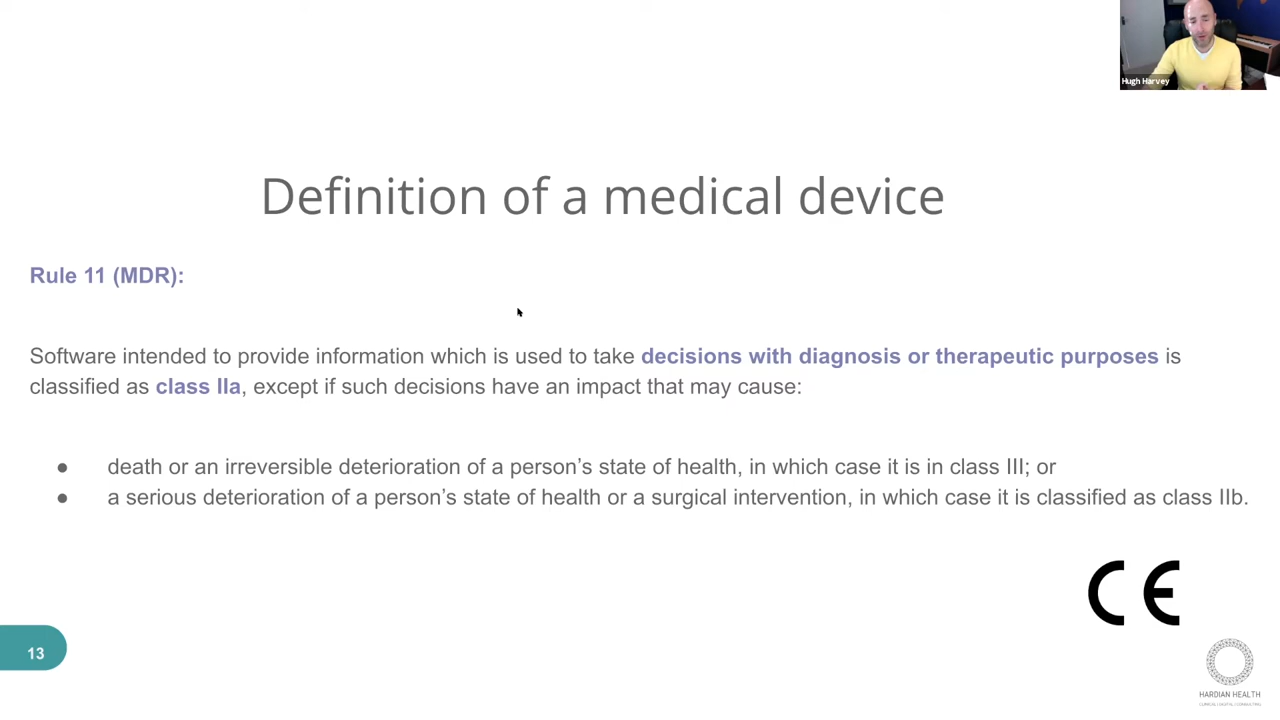 Hugh Harvey
Definition of a medical device
Rule 11 (MDR):
Software intended to provide information which is used to take decisions with diagnosis or therapeutic purposes is
classified as class IIa, except if such decisions have an impact that may cause:
● death or an irreversible deterioration of a person's state of health, in which case it is in class III; or
● a serious deterioration of a person's state of health or a surgical intervention, in which case it is classified as class IIb.
CE
13
HARDIAN HEALTH
CLINICAL | DIGITAL | CONSULTING